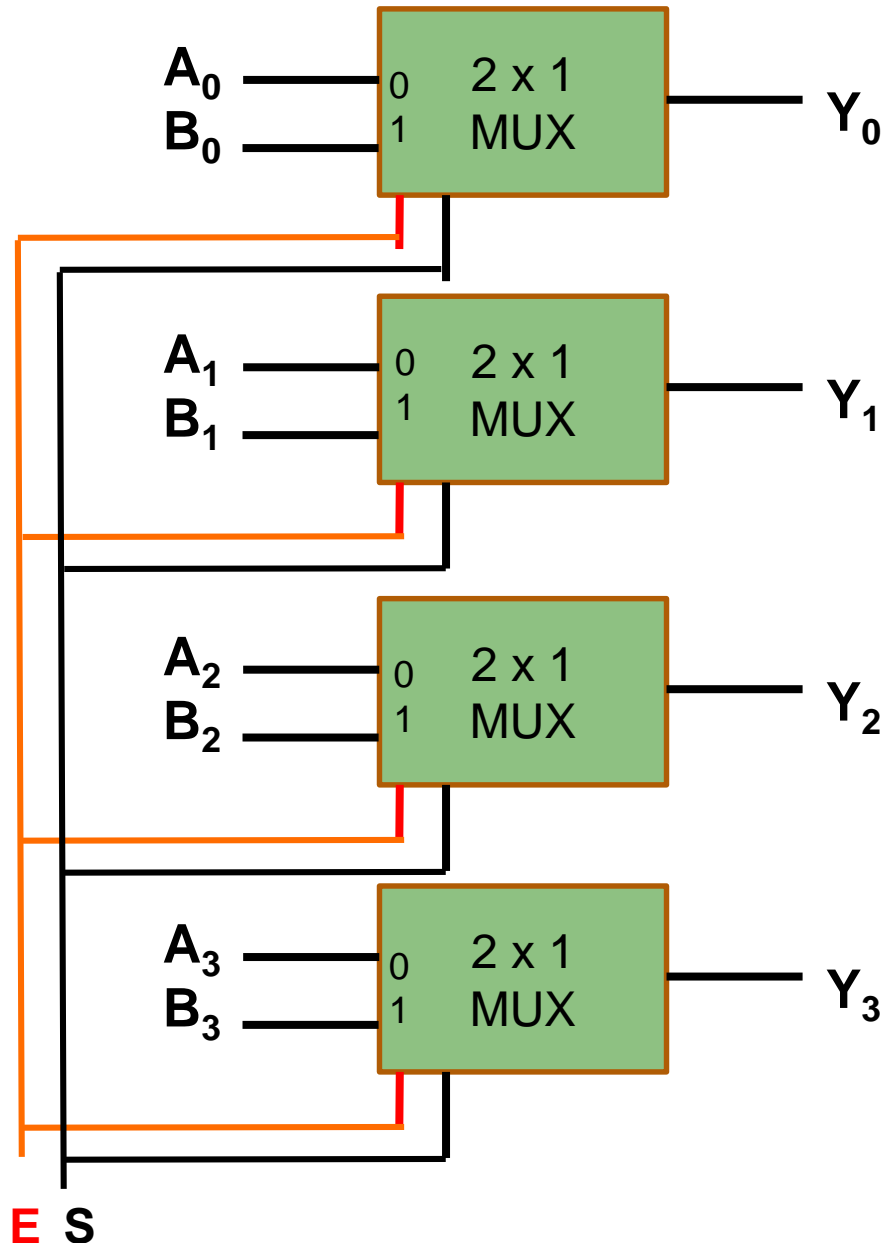 A₀ 0 2 x 1
B₀ 1 MUX
Y₀
A₁ 0 2 x 1
B₁ 1 MUX
Y₁
A₂ 0 2 x 1
B₂ 1 MUX
Y₂
A₃ 0 2 x 1
B₃ 1 MUX
Y₃
E S